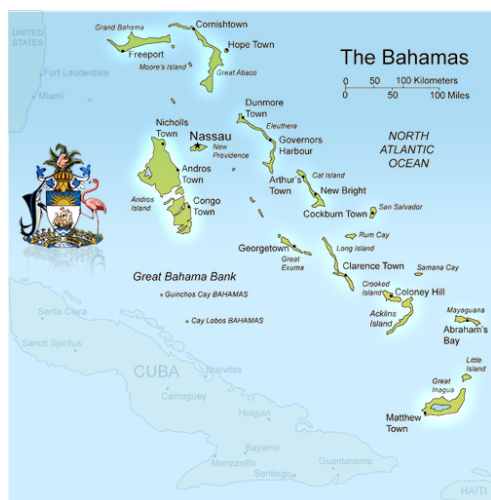 UNITED
STATES
Grand Bahama
Cornishtown
Freeport
Hope Town
Moore's Island
Great Abaco
Fort Lauderdale
Miami
The Bahamas
0 50 100 Kilometers
0 50 100 Miles
Dunmore
Town
Nicholls
Town
Nassau
New
Providence
Eleuthera
Governors
Harbour
NORTH
ATLANTIC
OCEAN
Andros
Town
Arthur's
Town
Cat Island
New Bright
Andros
Island
Congo
Town
Cockburn Town
San Salvador
Georgetown
Great
Exuma
Rum Cay
Long Island
Great Bahama Bank
Clarence Town
Samana Cay
Crooked
Island
Coloney Hill
Guinchos Cay BAHAMAS
Acklins
Island
Mayaguana
Abraham's
Bay
Cay Lobos BAHAMAS
Santa Clara
Sancti Spiritus
CUBA
Nuevitas
Camaguey
Little
Island
Great
Inagua
Holguin
Matthew
Town
Bayamo
Manzanillo
Guantanamo
Santiago
HAITI